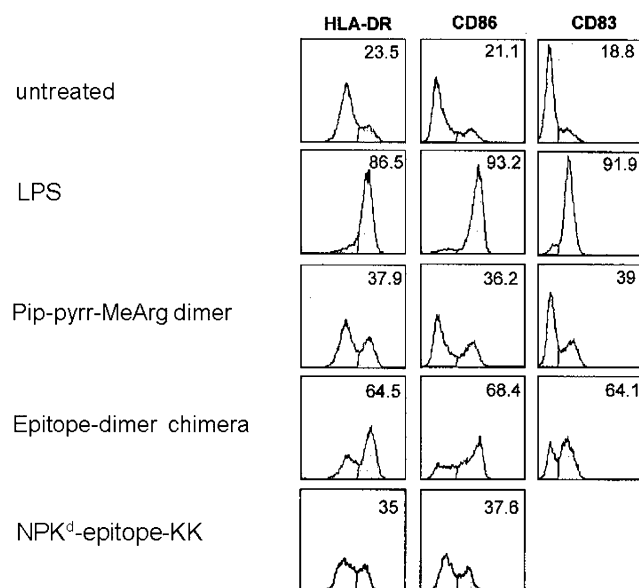 HLA-DR CD86 CD83
untreated 23.5 21.1 18.8
LPS 86.5 93.2 91.9
Pip-pyrr-MeArg dimer 37.9 36.2 39
Epitope-dimer chimera 64.5 68.4 64.1
NPKᵈ-epitope-KK 35 37.6